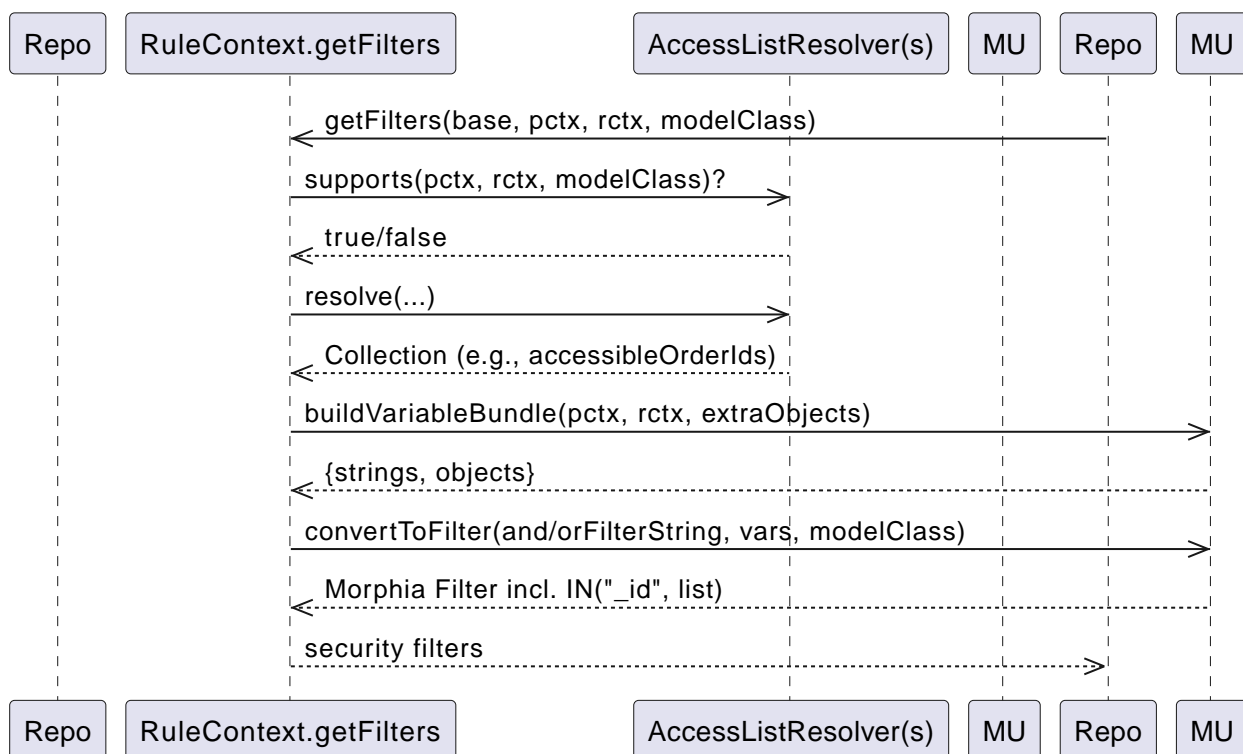 Repo RuleContext.getFilters AccessListResolver(s) MU Repo MU
getFilters(base, pctx, rctx, modelClass)
supports(pctx, rctx, modelClass)?
true/false
resolve(...)
Collection (e.g., accessibleOrderIds)
buildVariableBundle(pctx, rctx, extraObjects)
{strings, objects}
convertToFilter(and/orFilterString, vars, modelClass)
Morphia Filter incl. IN("_id", list)
security filters
Repo RuleContext.getFilters AccessListResolver(s) MU Repo MU